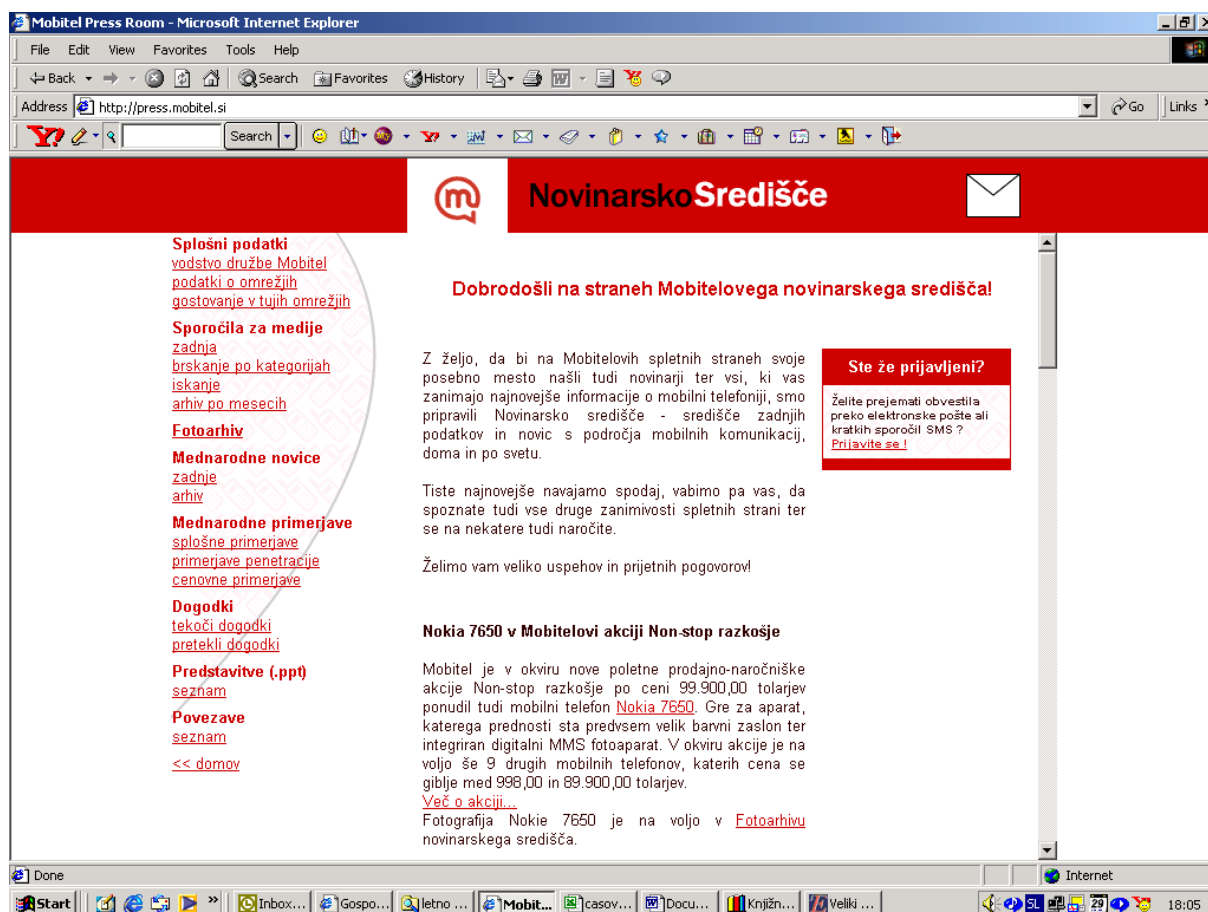 Mobitel Press Room - Microsoft Internet Explorer
File Edit View Favorites Tools Help
Back Search Favorites History
Address http://press.mobitel.si Go Links
Search
NovinarskoSredišče
Splošni podatki
vodstvo družbe Mobitel
podatki o omrežjih
gostovanje v tujih omrežjih
Sporočila za medije
zadnja
brskanje po kategorijah
iskanje
arhiv po mesecih
Fotoarhiv
Mednarodne novice
zadnje
arhiv
Mednarodne primerjave
splošne primerjave
primerjave penetracije
cenovne primerjave
Dogodki
tekoči dogodki
pretekli dogodki
Predstavitve (.ppt)
seznam
Povezave
seznam
<< domov
Dobrodošli na straneh Mobitelovega novinarskega središča!
Z željo, da bi na Mobitelovih spletnih straneh svoje
posebno mesto našli tudi novinarji ter vsi, ki vas
zanimajo najnovejše informacije o mobilni telefoniji, smo
pripravili Novinarsko središče - središče zadnjih
podatkov in novic s področja mobilnih komunikacij,
doma in po svetu.
Tiste najnovejše navajamo spodaj, vabimo pa vas, da
spoznate tudi vse druge zanimivosti spletnih strani ter
se na nekatere tudi naročite.
Želimo vam veliko uspehov in prijetnih pogovorov!
Nokia 7650 v Mobitelovi akciji Non-stop razkošje
Mobitel je v okviru nove poletne prodajno-naročniške
akcije Non-stop razkošje po ceni 99.900,00 tolarjev
ponudil tudi mobilni telefon Nokia 7650. Gre za aparat,
katerega prednosti sta predvsem velik barvni zaslon ter
integriran digitalni MMS fotoaparat. V okviru akcije je na
voljo še 9 drugih mobilnih telefonov, katerih cena se
giblje med 998,00 in 89.900,00 tolarjev.
Več o akciji...
Fotografija Nokie 7650 je na voljo v Fotoarhivu
novinarskega središča.
Ste že prijavljeni?
Želite prejemati obvestila
preko elektronske pošte ali
kratkih sporočil SMS ?
Prijavite se !
Done Internet
Start Inbox... Gospo... letno ... Mobit... casov... Docu... Knjižn... Veliki ... SL 29 18:05